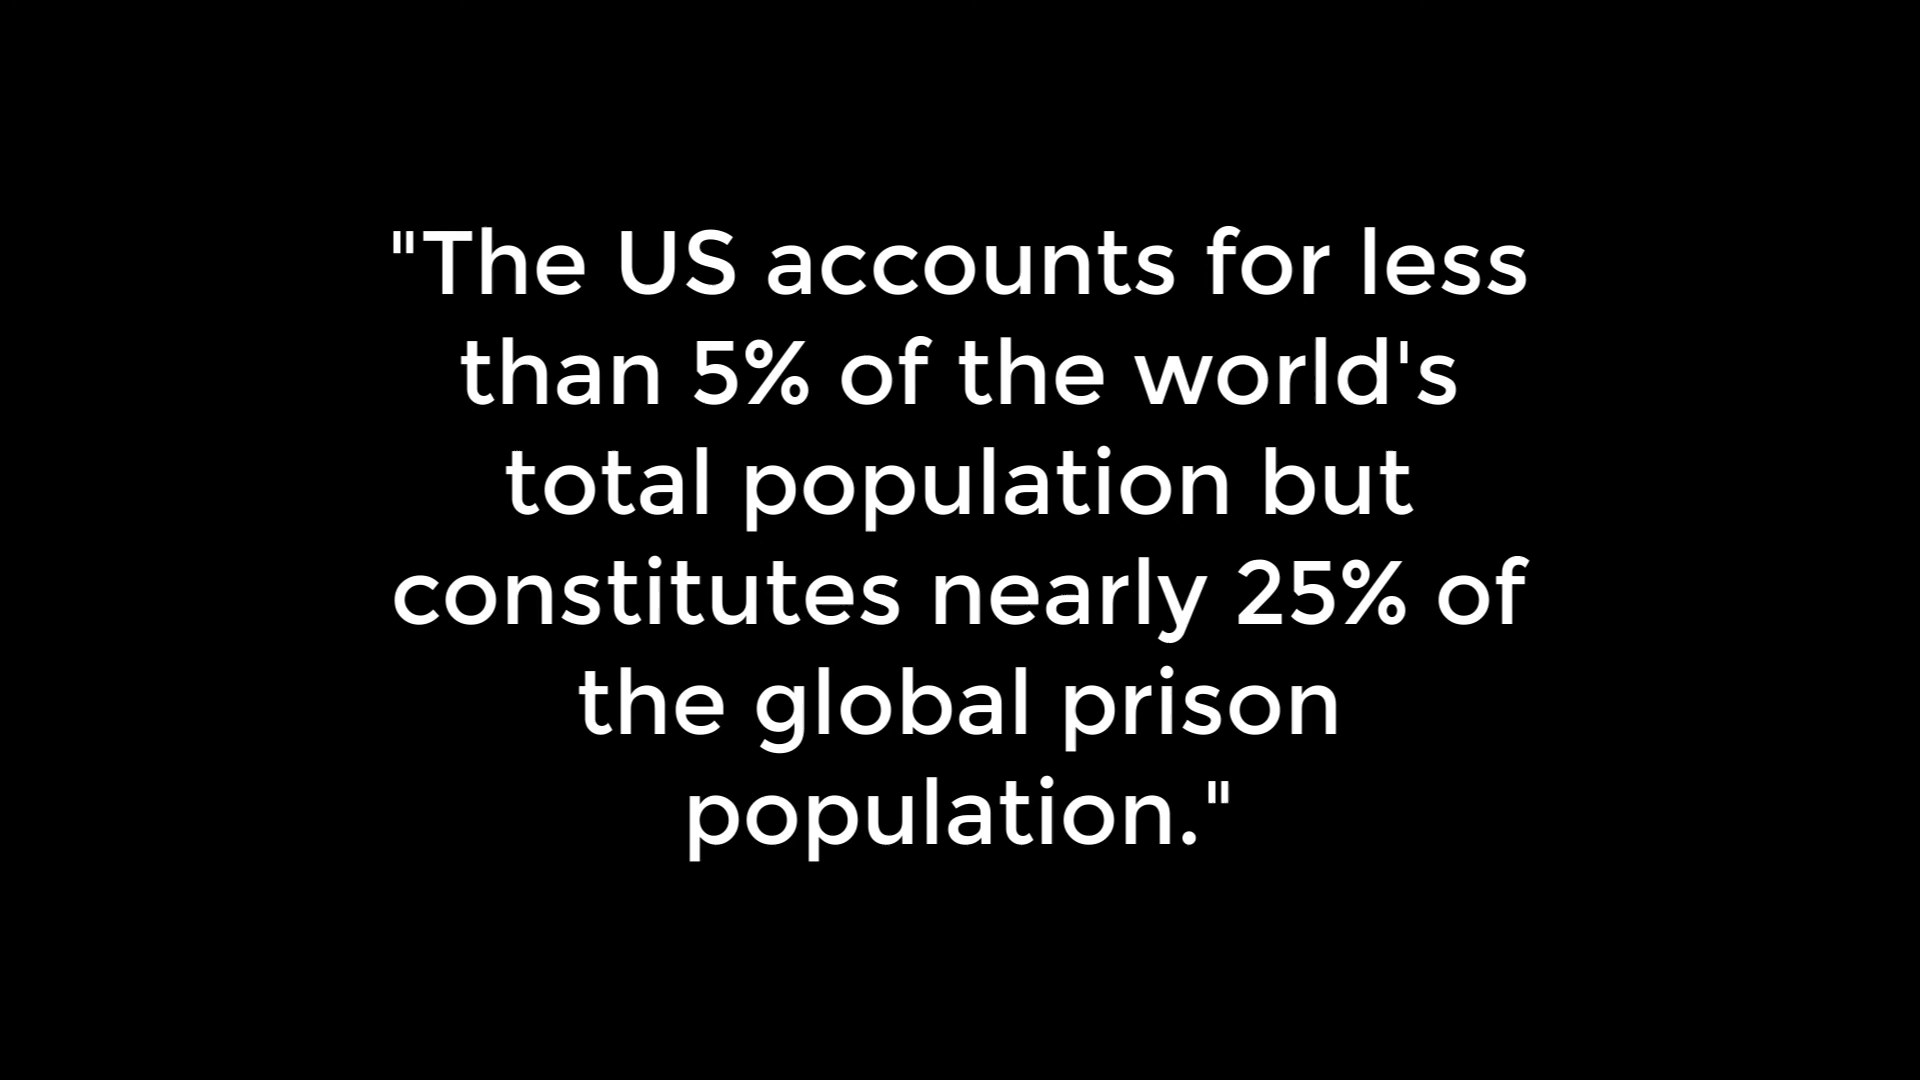 "The US accounts for less
than 5% of the world's
total population but
constitutes nearly 25% of
the global prison
population."